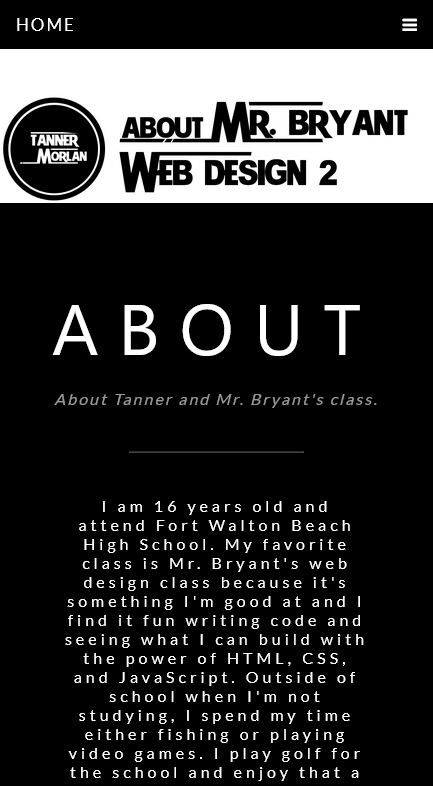 HOME
TANNER
MORLAN
ABOUT MR. BRYANT
WEB DESIGN 2
ABOUT
About Tanner and Mr. Bryant's class.
I am 16 years old and
attend Fort Walton Beach
High School. My favorite
class is Mr. Bryant's web
design class because it's
something I'm good at and I
find it fun writing code and
seeing what I can build with
the power of HTML, CSS,
and JavaScript. Outside of
school when I'm not
studying, I spend my time
either fishing or playing
video games. I play golf for
the school and enjoy that a